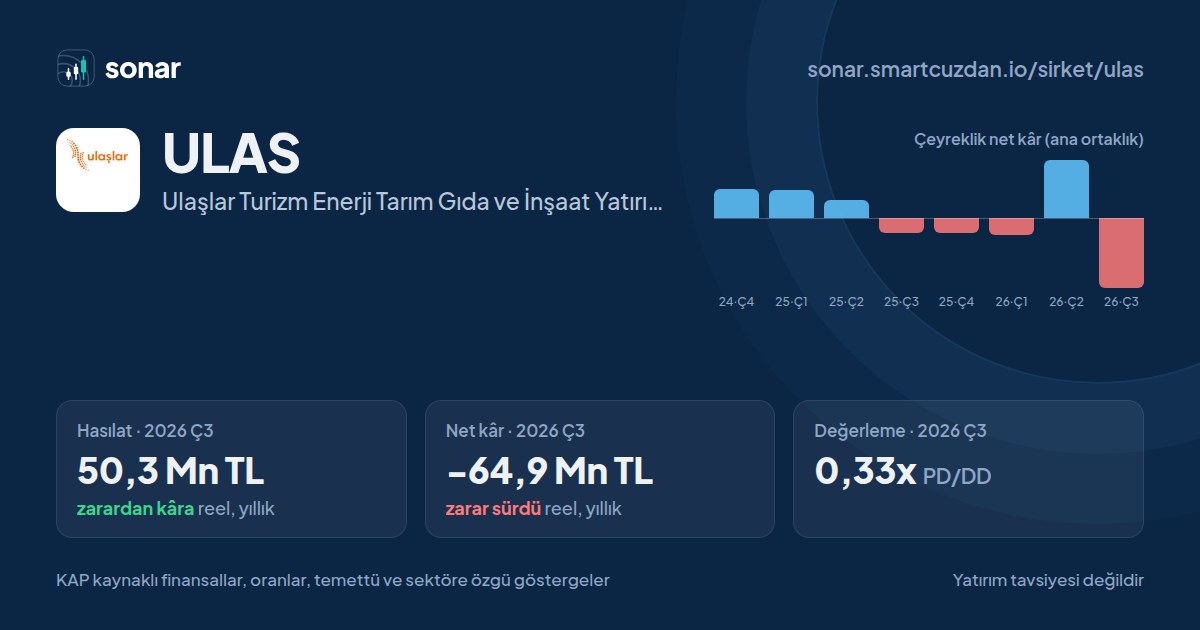 sonar
sonar.smartcuzdan.io/sirket/ulas
ulaşlar
ULAS
Ulaşlar Turizm Enerji Tarım Gıda ve İnşaat Yatırı...
Çeyreklik net kâr (ana ortaklık)
24·Ç4 25·Ç1 25·Ç2 25·Ç3 25·Ç4 26·Ç1 26·Ç2 26·Ç3
Hasılat · 2026 Ç3
50,3 Mn TL
zarardan kâra reel, yıllık
Net kâr · 2026 Ç3
−64,9 Mn TL
zarar sürdü reel, yıllık
Değerleme · 2026 Ç3
0,33x PD/DD
KAP kaynaklı finansallar, oranlar, temettü ve sektöre özgü göstergeler
Yatırım tavsiyesi değildir